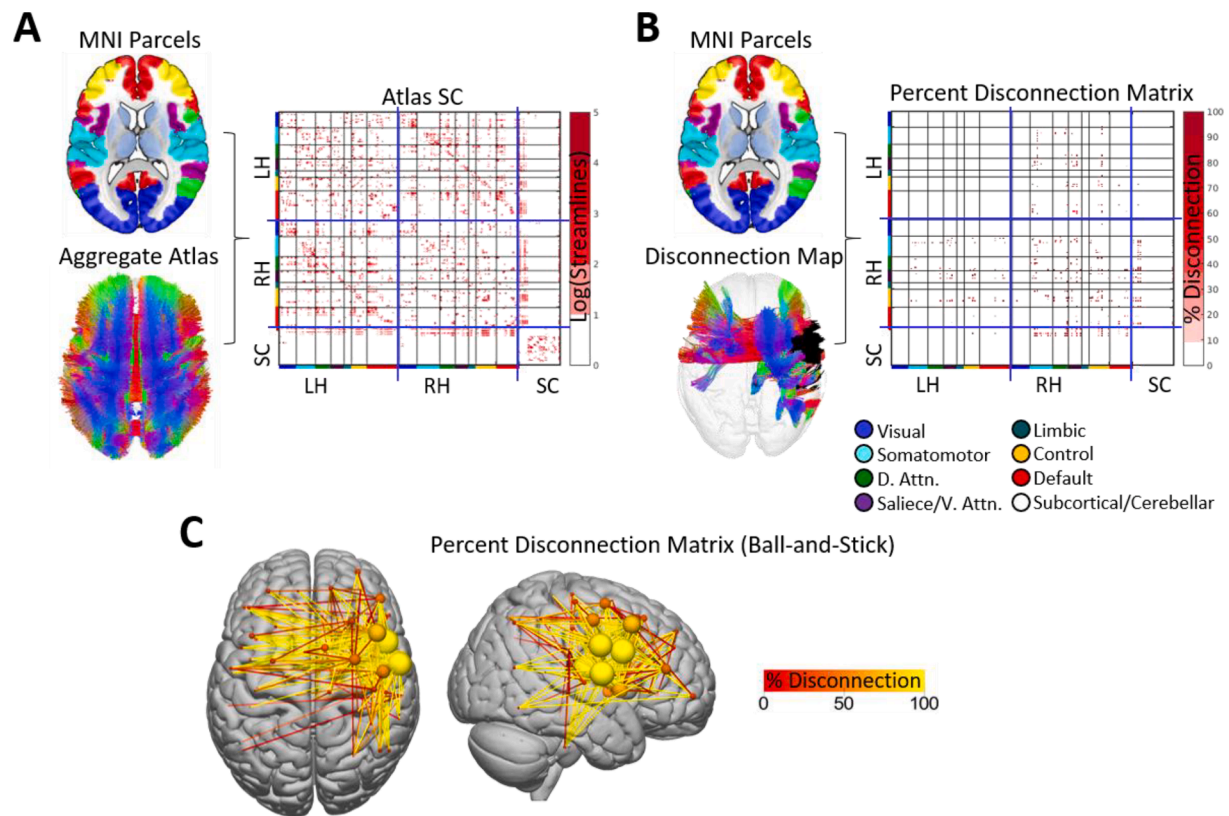 A
MNI Parcels
Atlas SC
Aggregate Atlas
LH
RH
SC
LH
RH
SC
5
4
3
2
1
0
Log(Streamlines)
B
MNI Parcels
Percent Disconnection Matrix
Disconnection Map
LH
RH
SC
LH
RH
SC
100
90
80
70
60
50
40
30
20
10
0
% Disconnection
Visual
Somatomotor
D. Attn.
Saliece/V. Attn.
Limbic
Control
Default
Subcortical/Cerebellar
C
Percent Disconnection Matrix (Ball-and-Stick)
% Disconnection
0 50 100